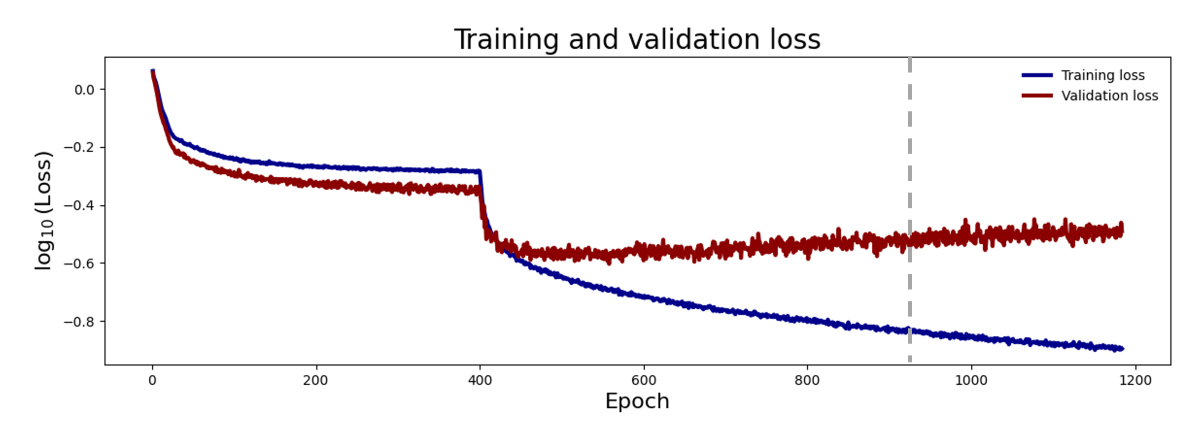 Training and validation loss
Training loss
Validation loss
log₁₀(Loss)
0.0
−0.2
−0.4
−0.6
−0.8
0 200 400 600 800 1000 1200
Epoch